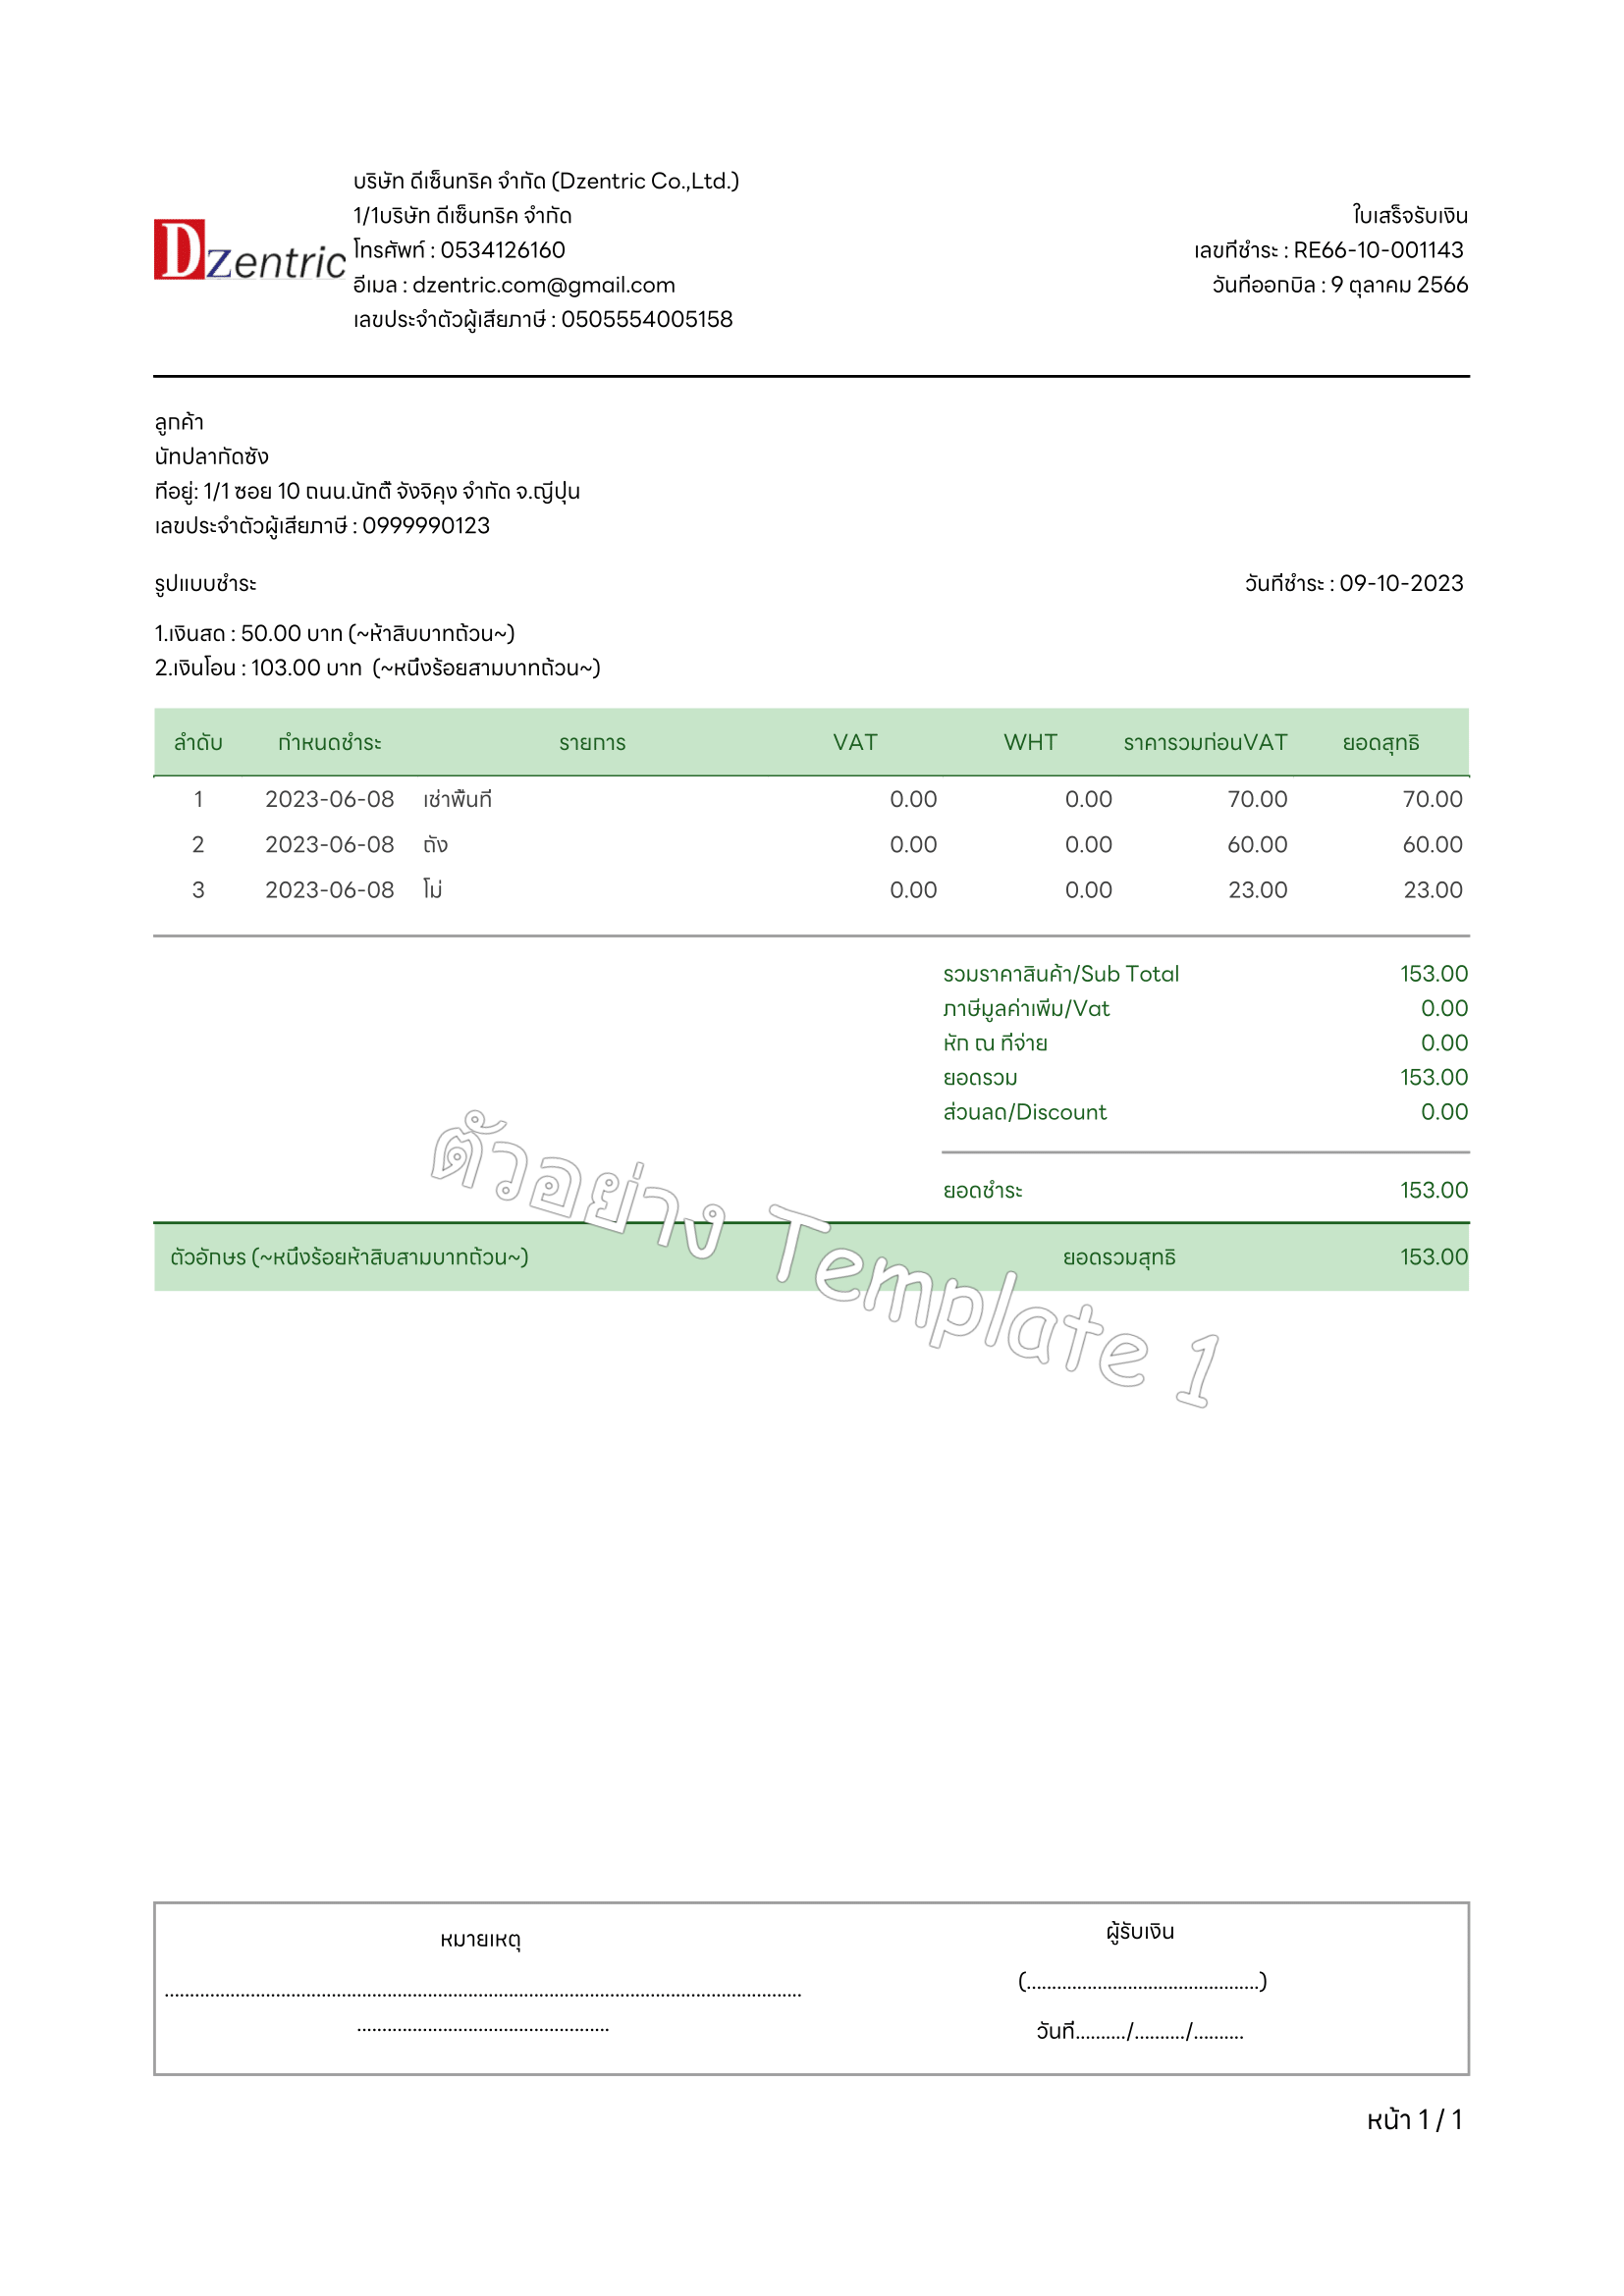 Dzentric
บริษัท ดีเซ็นทริค จำกัด (Dzentric Co.,Ltd.)
1/1บริษัท ดีเซ็นทริค จำกัด
โทรศัพท์ : 0534126160
อีเมล : dzentric.com@gmail.com
เลขประจำตัวผู้เสียภาษี : 0505554005158
ใบเสร็จรับเงิน
เลขที่ชำระ : RE66-10-001143
วันที่ออกบิล : 9 ตุลาคม 2566
ลูกค้า
นัทปลากัดซัง
ที่อยู่: 1/1 ซอย 10 ถนน.นัทตี้ จังจิคุง จำกัด จ.ญี่ปุ่น
เลขประจำตัวผู้เสียภาษี : 0999990123
รูปแบบชำระ วันที่ชำระ : 09-10-2023
1.เงินสด : 50.00 บาท (~ห้าสิบบาทถ้วน~)
2.เงินโอน : 103.00 บาท (~หนึ่งร้อยสามบาทถ้วน~)
ลำดับ กำหนดชำระ รายการ VAT WHT ราคารวมก่อนVAT ยอดสุทธิ
1 2023-06-08 เช่าพื้นที่ 0.00 0.00 70.00 70.00
2 2023-06-08 ถัง 0.00 0.00 60.00 60.00
3 2023-06-08 โม่ 0.00 0.00 23.00 23.00
รวมราคาสินค้า/Sub Total 153.00
ภาษีมูลค่าเพิ่ม/Vat 0.00
หัก ณ ที่จ่าย 0.00
ยอดรวม 153.00
ส่วนลด/Discount 0.00
ยอดชำระ 153.00
ตัวอักษร (~หนึ่งร้อยห้าสิบสามบาทถ้วน~) ยอดรวมสุทธิ 153.00
ตัวอย่าง Template 1
หมายเหตุ
..............................................................................................................................
..................................................
ผู้รับเงิน
(..............................................)
วันที่........../........../..........
หน้า 1 / 1